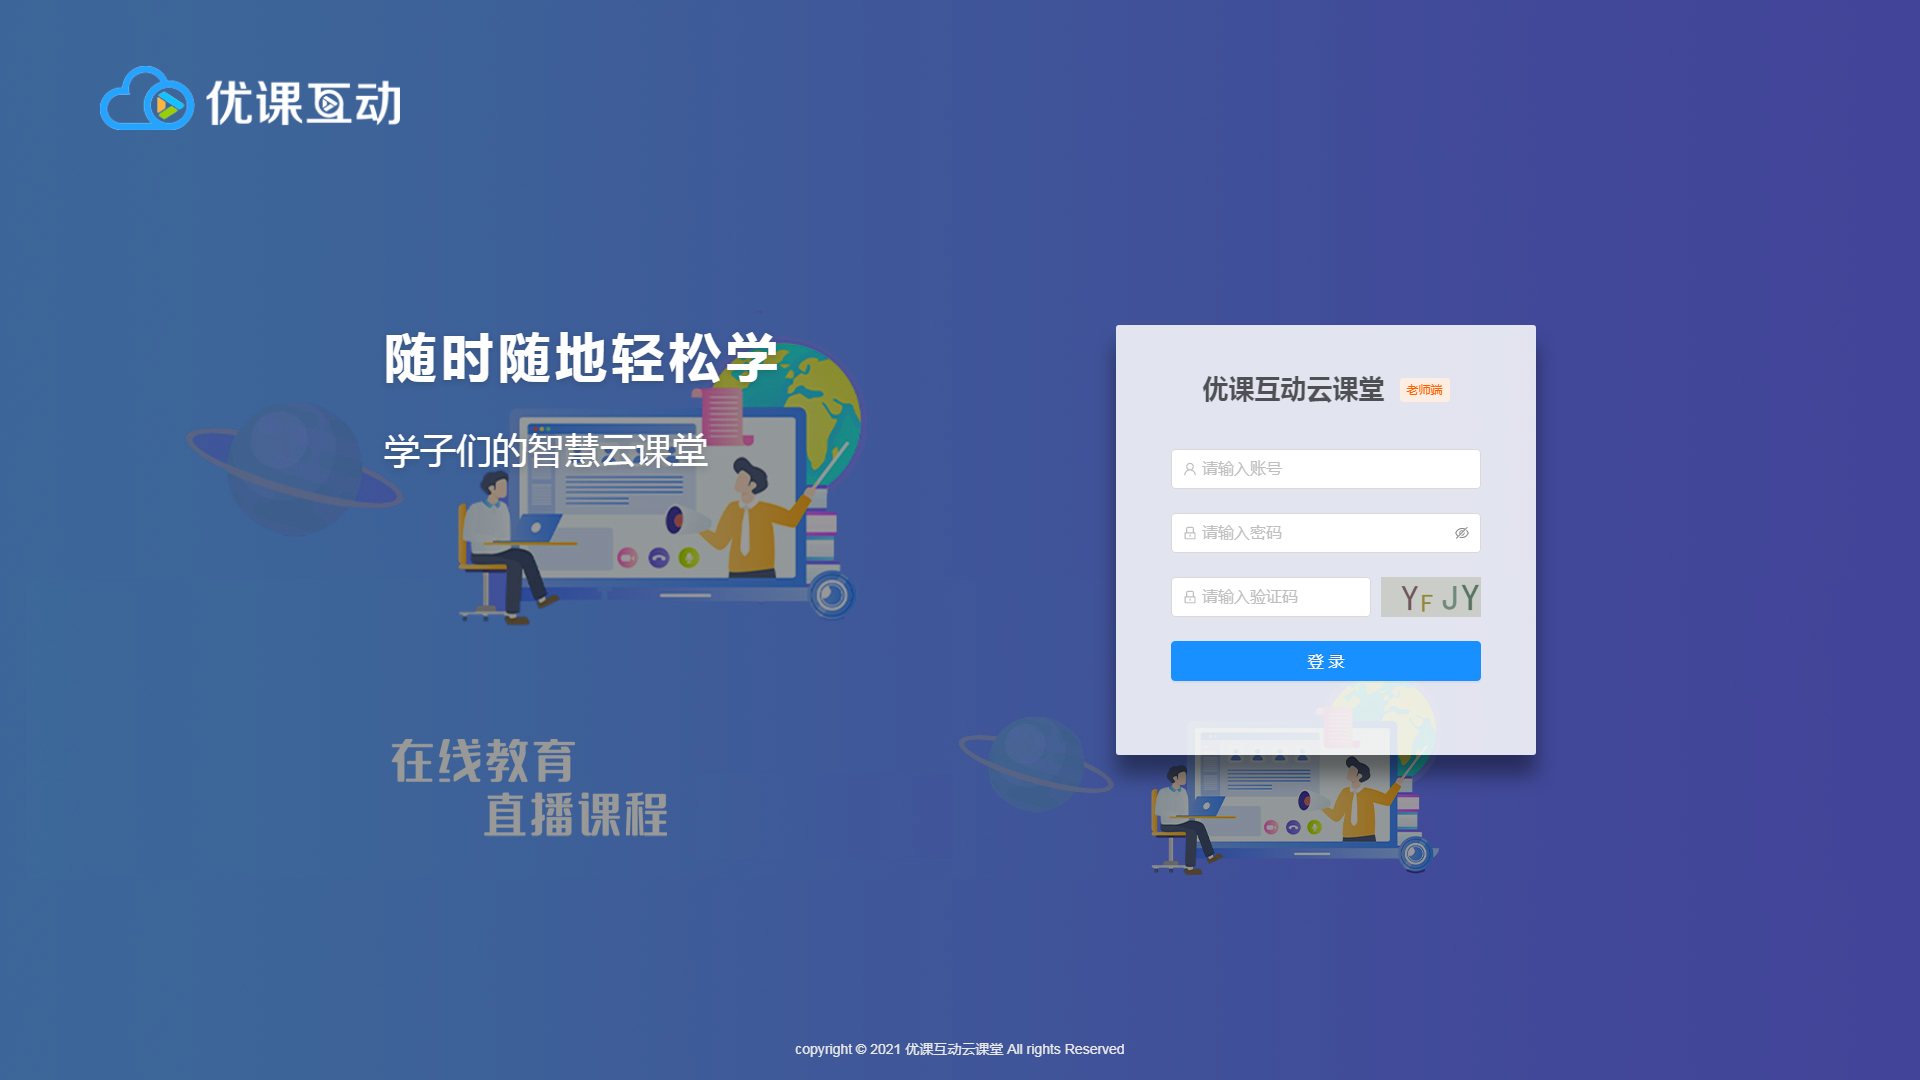 优课互动
随时随地轻松学
学子们的智慧云课堂
在线教育
直播课程
优课互动云课堂 老师端
请输入账号
请输入密码
请输入验证码 YFJY
登录
copyright © 2021 优课互动云课堂 All rights Reserved